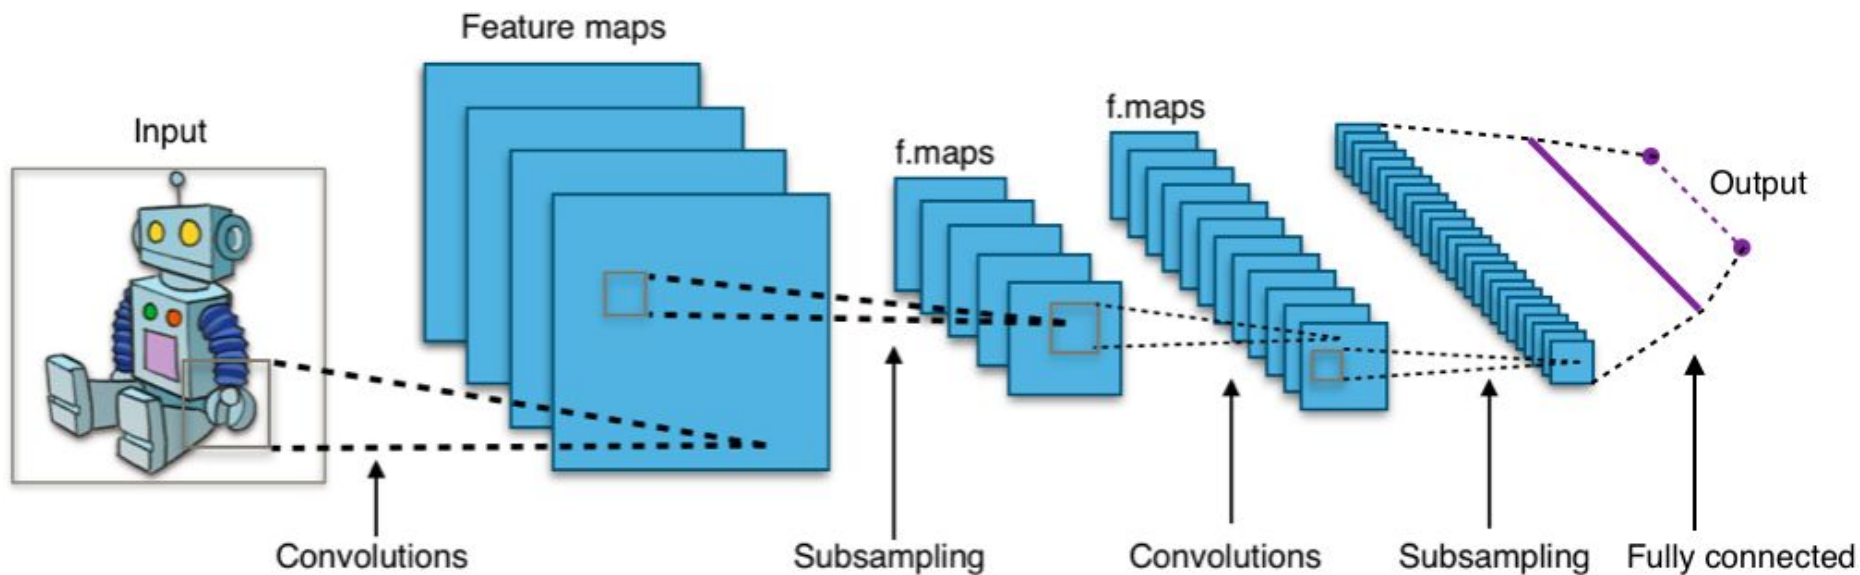 Feature maps
Input
f.maps
f.maps
Output
Convolutions
Subsampling
Convolutions
Subsampling
Fully connected